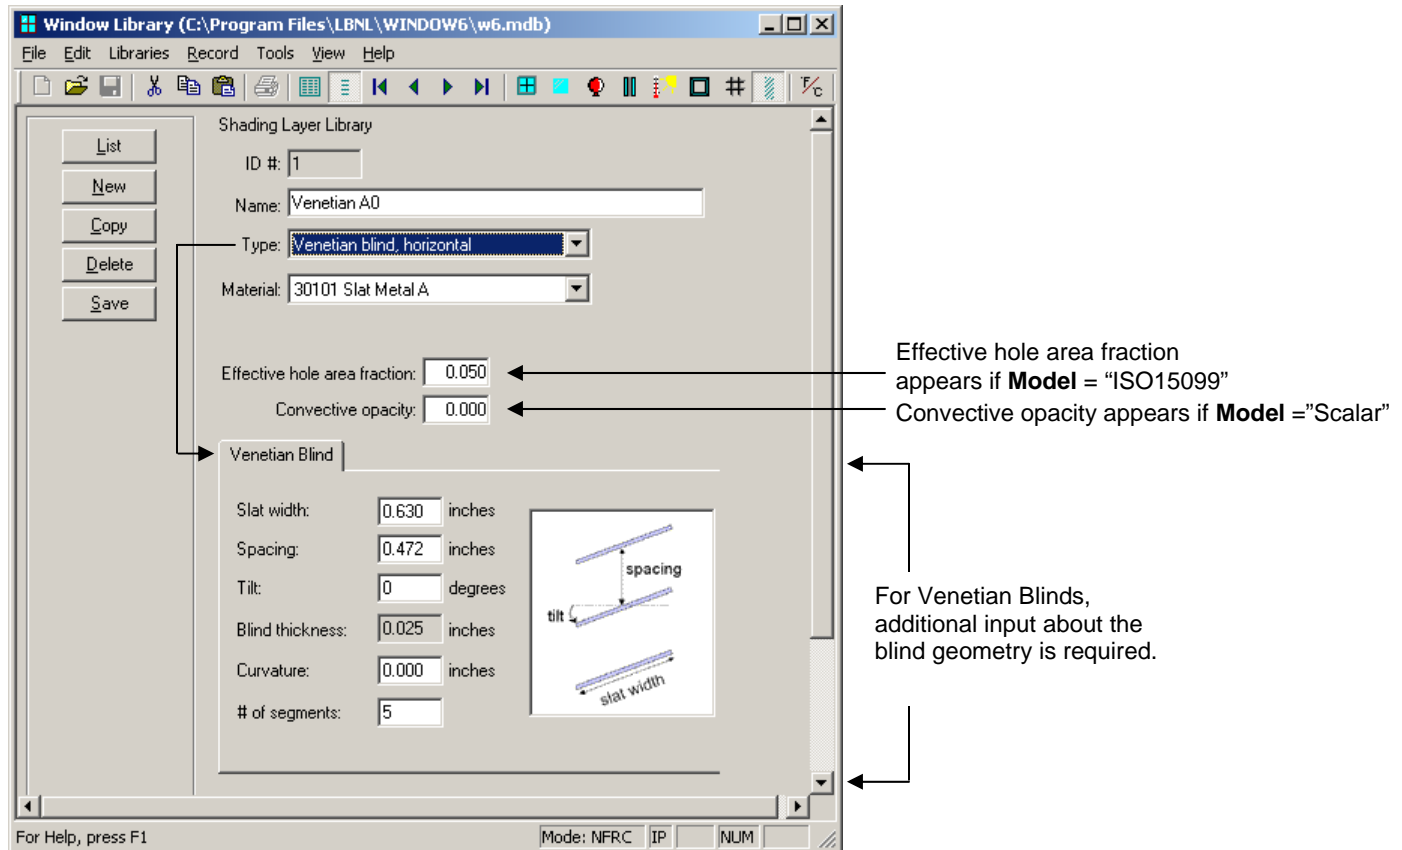 Window Library (C:\Program Files\LBNL\WINDOW6\w6.mdb)
File Edit Libraries Record Tools View Help
°F/°C
List
New
Copy
Delete
Save
Shading Layer Library
ID #: 1
Name: Venetian A0
Type: Venetian blind, horizontal
Material: 30101 Slat Metal A
Effective hole area fraction: 0.050
Convective opacity: 0.000
Effective hole area fraction
appears if Model = “ISO15099”
Convective opacity appears if Model =”Scalar”
Venetian Blind
Slat width: 0.630 inches
Spacing: 0.472 inches
Tilt: 0 degrees
Blind thickness: 0.025 inches
Curvature: 0.000 inches
# of segments: 5
spacing
tilt
slat width
For Venetian Blinds,
additional input about the
blind geometry is required.
For Help, press F1
Mode: NFRC IP NUM